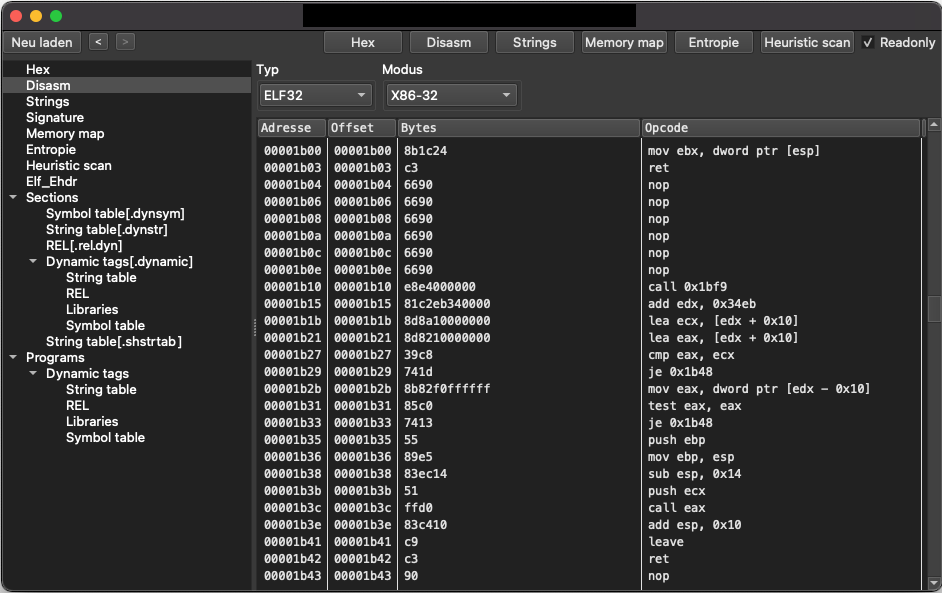 Neu laden < > Hex Disasm Strings Memory map Entropie Heuristic scan ✓ Readonly
Hex
Disasm
Strings
Signature
Memory map
Entropie
Heuristic scan
Elf_Ehdr
Sections
Symbol table[.dynsym]
String table[.dynstr]
REL[.rel.dyn]
Dynamic tags[.dynamic]
String table
REL
Libraries
Symbol table
String table[.shstrtab]
Programs
Dynamic tags
String table
REL
Libraries
Symbol table
Typ Modus
ELF32 X86-32
Adresse Offset Bytes Opcode
00001b00 00001b00 8b1c24 mov ebx, dword ptr [esp]
00001b03 00001b03 c3 ret
00001b04 00001b04 6690 nop
00001b06 00001b06 6690 nop
00001b08 00001b08 6690 nop
00001b0a 00001b0a 6690 nop
00001b0c 00001b0c 6690 nop
00001b0e 00001b0e 6690 nop
00001b10 00001b10 e8e4000000 call 0x1bf9
00001b15 00001b15 81c2eb340000 add edx, 0x34eb
00001b1b 00001b1b 8d8a10000000 lea ecx, [edx + 0x10]
00001b21 00001b21 8d8210000000 lea eax, [edx + 0x10]
00001b27 00001b27 39c8 cmp eax, ecx
00001b29 00001b29 741d je 0x1b48
00001b2b 00001b2b 8b82f0ffffff mov eax, dword ptr [edx - 0x10]
00001b31 00001b31 85c0 test eax, eax
00001b33 00001b33 7413 je 0x1b48
00001b35 00001b35 55 push ebp
00001b36 00001b36 89e5 mov ebp, esp
00001b38 00001b38 83ec14 sub esp, 0x14
00001b3b 00001b3b 51 push ecx
00001b3c 00001b3c ffd0 call eax
00001b3e 00001b3e 83c410 add esp, 0x10
00001b41 00001b41 c9 leave
00001b42 00001b42 c3 ret
00001b43 00001b43 90 nop